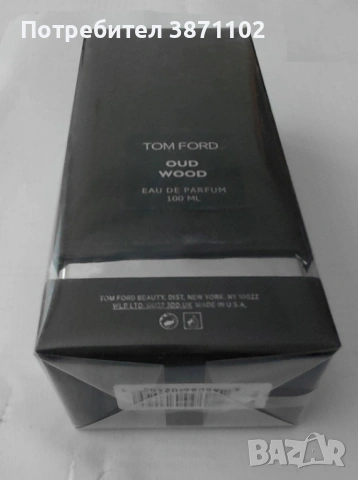 Потребител 3871102
TOM FORD
OUD
WOOD
EAU DE PARFUM
100 ML
TOM FORD BEAUTY, DIST. NEW YORK, NY 10022
MADE IN U.S.A.
BAZAR